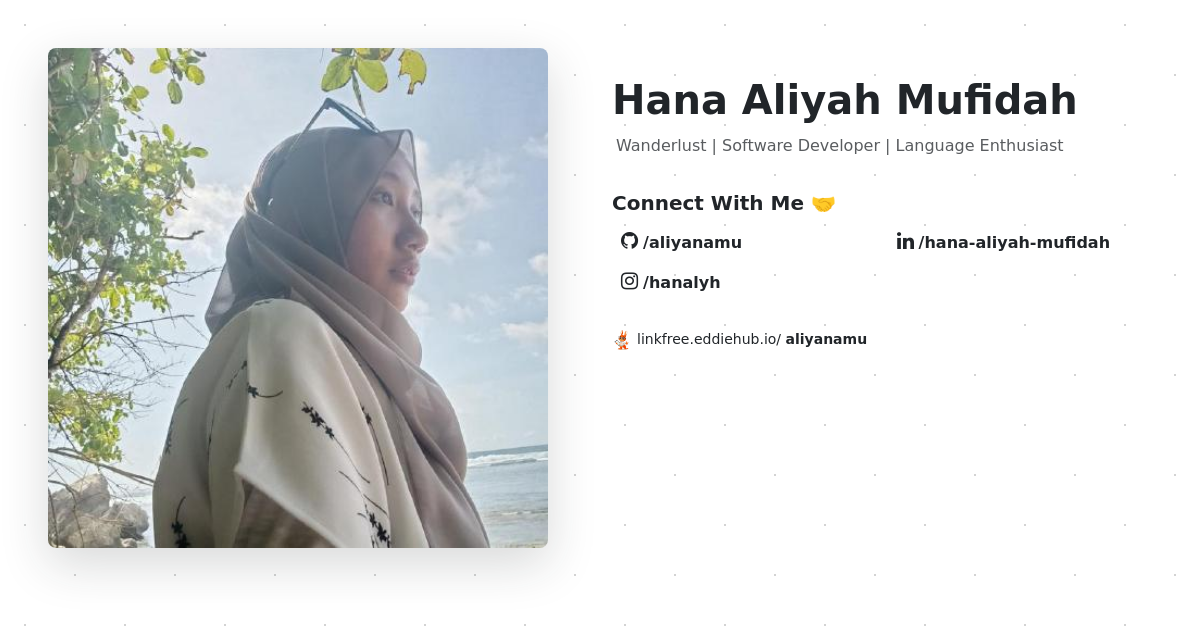 Hana Aliyah Mufidah
Wanderlust | Software Developer | Language Enthusiast
Connect With Me 🤝
/aliyanamu
/hana-aliyah-mufidah
/hanalyh
linkfree.eddiehub.io/ aliyanamu